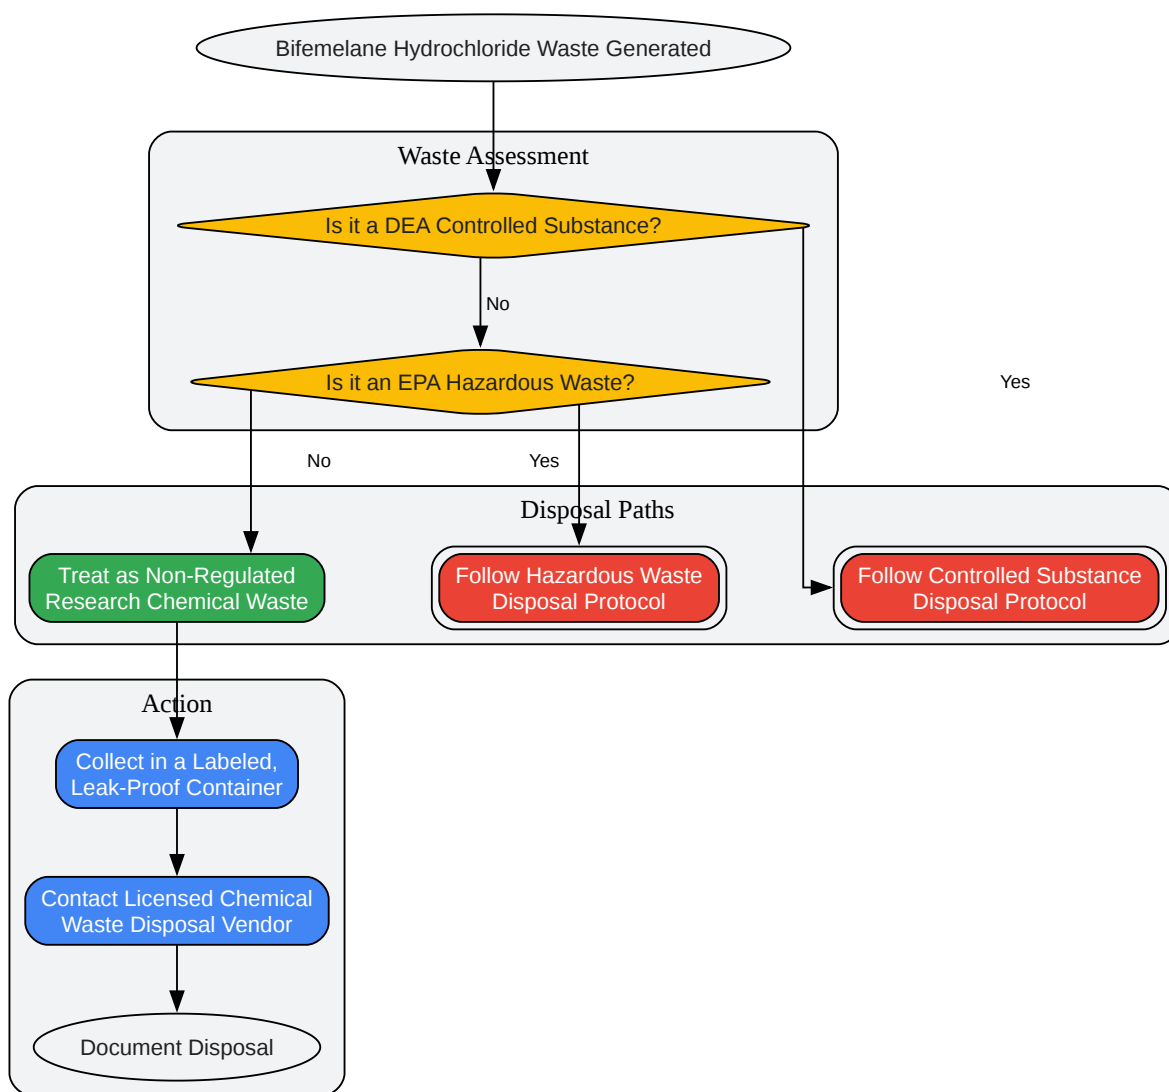 Bifemelane Hydrochloride Waste Generated
Waste Assessment
Is it a DEA Controlled Substance?
No
Is it an EPA Hazardous Waste?
Yes
No
Yes
Disposal Paths
Treat as Non-Regulated
Research Chemical Waste
Follow Hazardous Waste
Disposal Protocol
Follow Controlled Substance
Disposal Protocol
Action
Collect in a Labeled,
Leak-Proof Container
Contact Licensed Chemical
Waste Disposal Vendor
Document Disposal